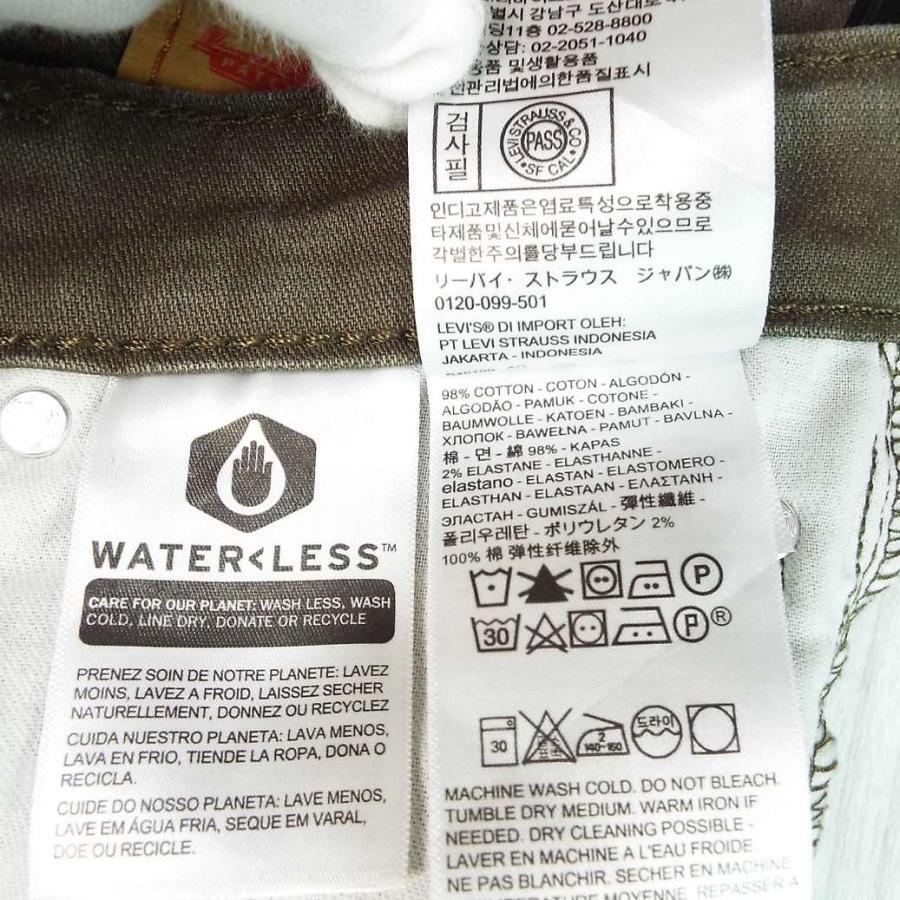 별시 강남구 도산대로
딩11층 02-528-8800
상담: 02-2051-1040
용품 및생활용품
관리법에의한품질표시
검사필
LEVI STRAUSS & CO
PASS
SF CAL
인디고제품은염료특성으로착용중
타제품및신체에묻어날수있으므로
각별한주의를당부드립니다
リーバイ・ストラウス ジャパン㈱
0120-099-501
LEVI'S® DI IMPORT OLEH:
PT LEVI STRAUSS INDONESIA
JAKARTA - INDONESIA
98% COTTON - COTON - ALGODÓN -
ALGODÃO - PAMUK - COTONE -
BAUMWOLLE - KATOEN - BAMBAKI -
ХЛОПОК - BAWEŁNA - PAMUT - BAVLNA -
棉 - 면 - 綿 98% - KAPAS
2% ELASTANE - ELASTHANNE -
elastano - ELASTAN - ELASTOMERO -
ELASTHAN - ELASTAAN - ΕΛΑΣΤΑΝΗ -
ЭЛАСТАН - GUMISZÁL - 彈性纖維 -
폴리우레탄 - ポリウレタン 2%
100% 棉 弹性纤维除外
P
30
P ®
30
2
140-160
드라이
MACHINE WASH COLD. DO NOT BLEACH.
TUMBLE DRY MEDIUM. WARM IRON IF
NEEDED. DRY CLEANING POSSIBLE -
LAVER EN MACHINE A L'EAU FROIDE.
NE PAS BLANCHIR. SECHER EN MACHINE
MOYENNE. REPASSER A
WATER<LESS™
CARE FOR OUR PLANET: WASH LESS, WASH
COLD, LINE DRY, DONATE OR RECYCLE
PRENEZ SOIN DE NOTRE PLANETE: LAVEZ
MOINS, LAVEZ A FROID, LAISSEZ SECHER
NATURELLEMENT, DONNEZ OU RECYCLEZ
CUIDA NUESTRO PLANETA: LAVA MENOS,
LAVA EN FRIO, TIENDE LA ROPA, DONA O
RECICLA.
CUIDE DO NOSSO PLANETA: LAVE MENOS,
LAVE EM ÁGUA FRIA, SEQUE EM VARAL,
DOE OU RECICLE.